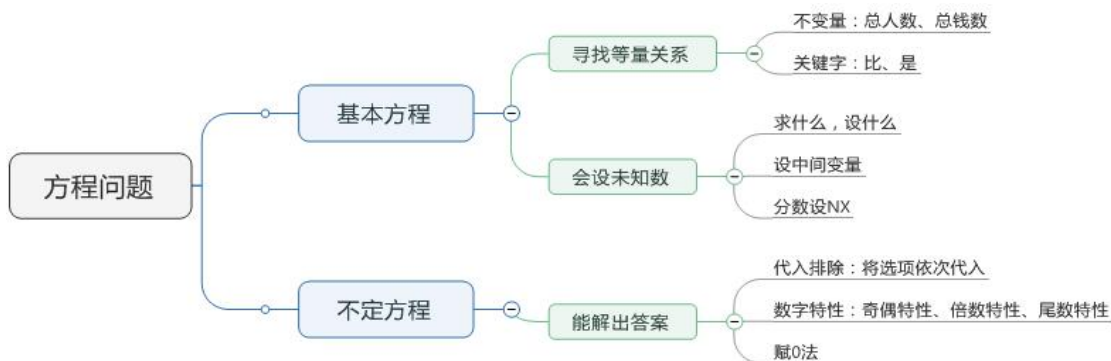 方程问题
基本方程
寻找等量关系
不变量：总人数、总钱数
关键字：比、是
会设未知数
求什么，设什么
设中间变量
分数设NX
不定方程
能解出答案
代入排除：将选项依次代入
数字特性：奇偶特性、倍数特性、尾数特性
赋0法